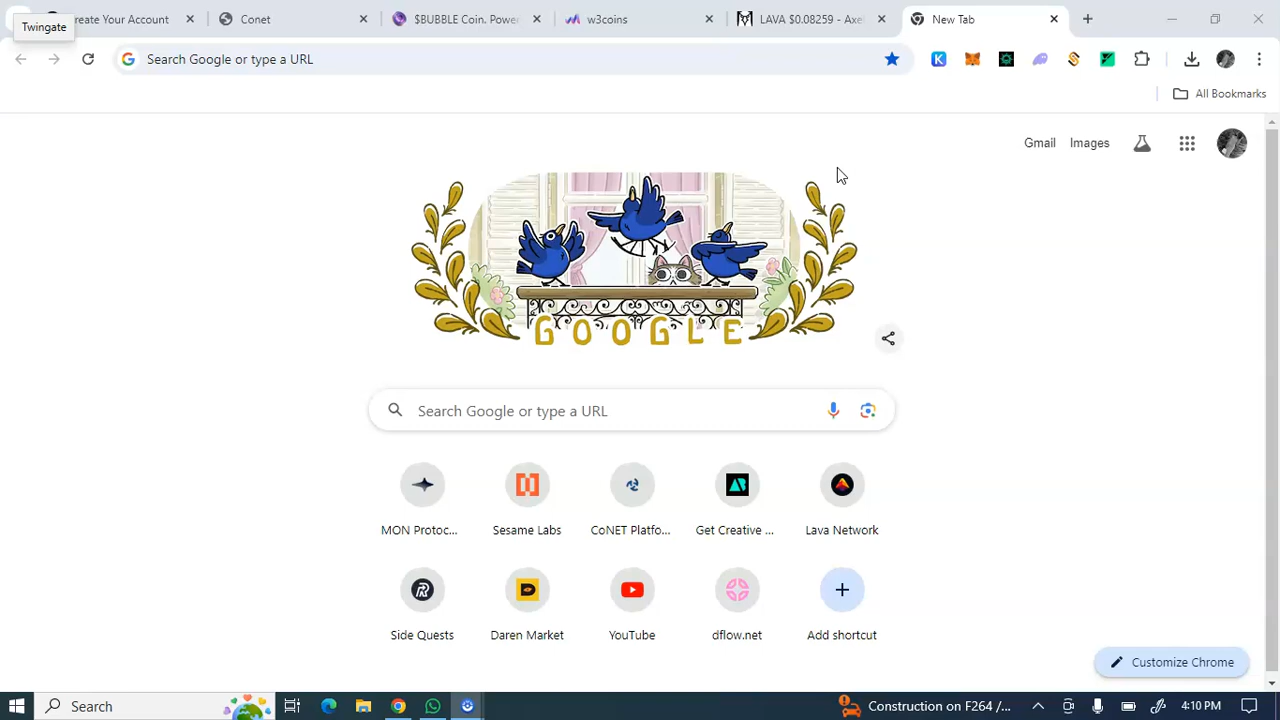 Twingate
reate Your Account
Conet
$BUBBLE Coin. Powe
w3coins
LAVA $0.08259 - Axel
New Tab
Search Google or type a URL
All Bookmarks
Gmail
Images
GOOGLE
Search Google or type a URL
MON Protoc...
Sesame Labs
CoNET Platfo...
Get Creative ...
Lava Network
Side Quests
Daren Market
YouTube
dflow.net
Add shortcut
Customize Chrome
Search
Construction on F264 /...
4:10 PM